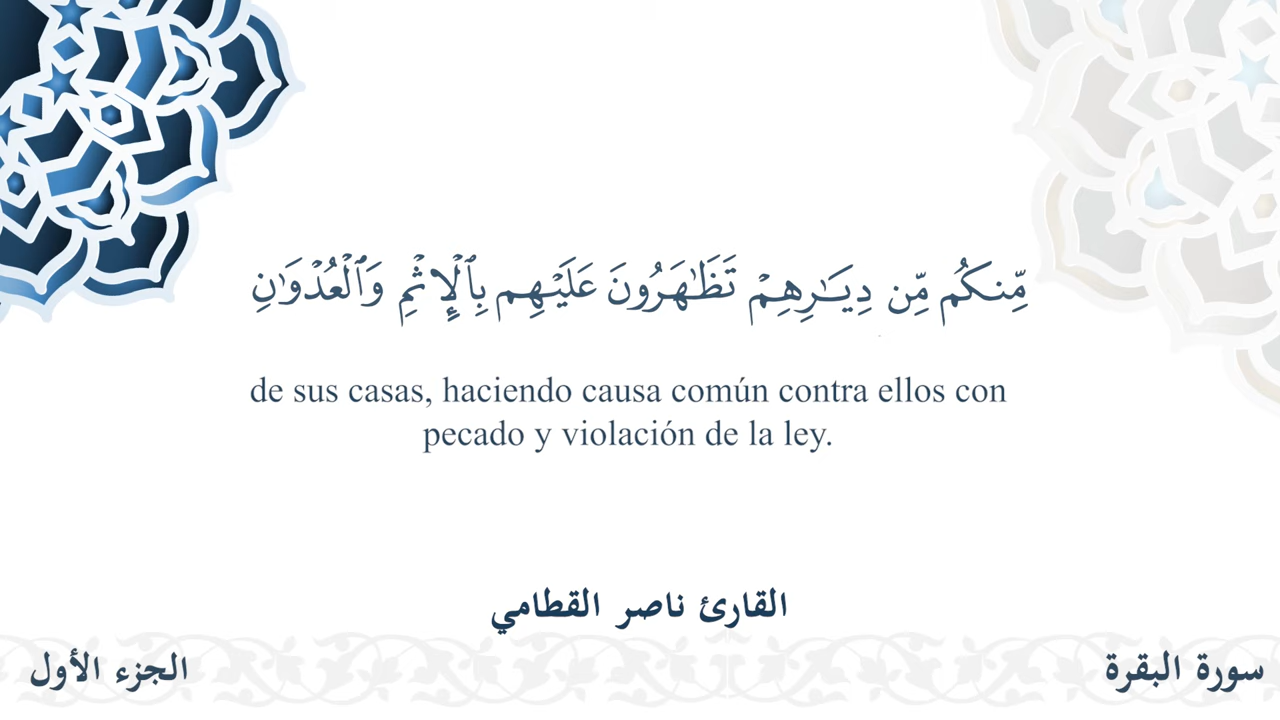 مِّنكُم مِّن دِيَـٰرِهِمْ تَظَـٰهَرُونَ عَلَيْهِم بِٱلْإِثْمِ وَٱلْعُدْوَٰنِ
de sus casas, haciendo causa común contra ellos con
pecado y violación de la ley.
القارئ ناصر القطامي
سورة البقرة
الجزء الأول